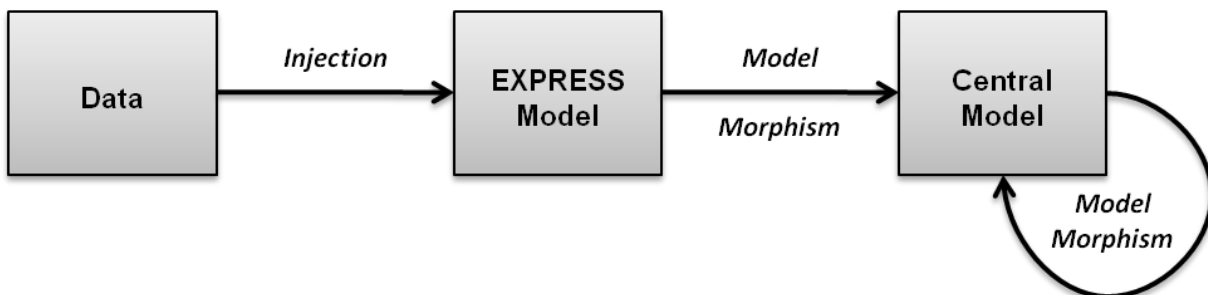 Data
Injection
EXPRESS
Model
Model
Morphism
Central
Model
Model
Morphism